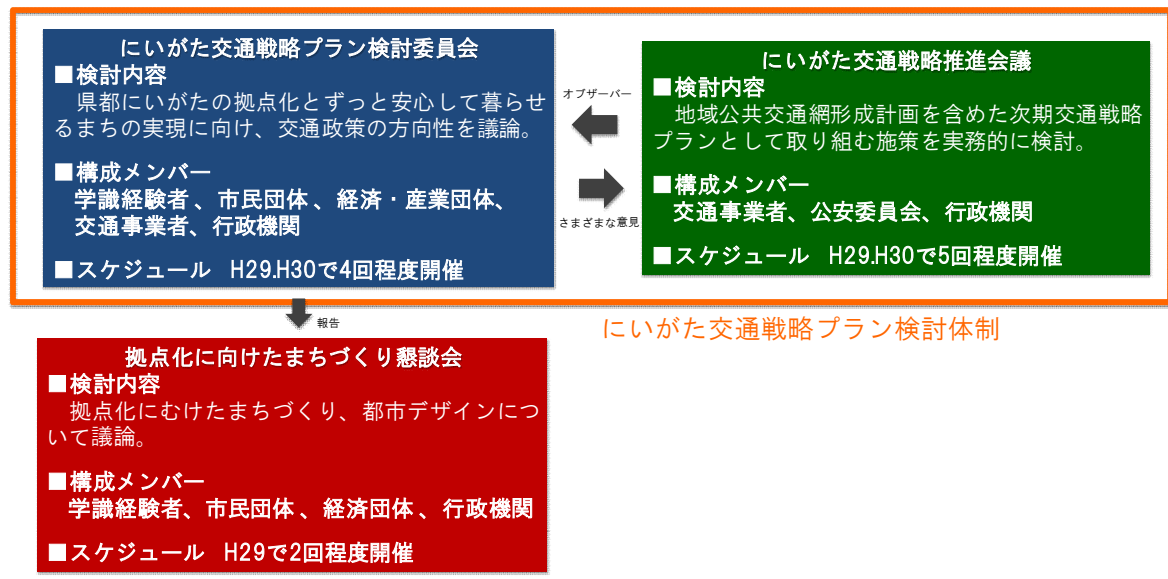 にいがた交通戦略プラン検討委員会
■検討内容
県都にいがたの拠点化とずっと安心して暮らせ
るまちの実現に向け、交通政策の方向性を議論。
■構成メンバー
学識経験者、市民団体、経済・産業団体、
交通事業者、行政機関
■スケジュール　H29.H30で4回程度開催
オブザーバー
さまざまな意見
にいがた交通戦略推進会議
■検討内容
地域公共交通網形成計画を含めた次期交通戦略
プランとして取り組む施策を実務的に検討。
■構成メンバー
交通事業者、公安委員会、行政機関
■スケジュール　H29.H30で5回程度開催
報告
にいがた交通戦略プラン検討体制
拠点化に向けたまちづくり懇談会
■検討内容
拠点化にむけたまちづくり、都市デザインにつ
いて議論。
■構成メンバー
学識経験者、市民団体、経済団体、行政機関
■スケジュール　H29で2回程度開催